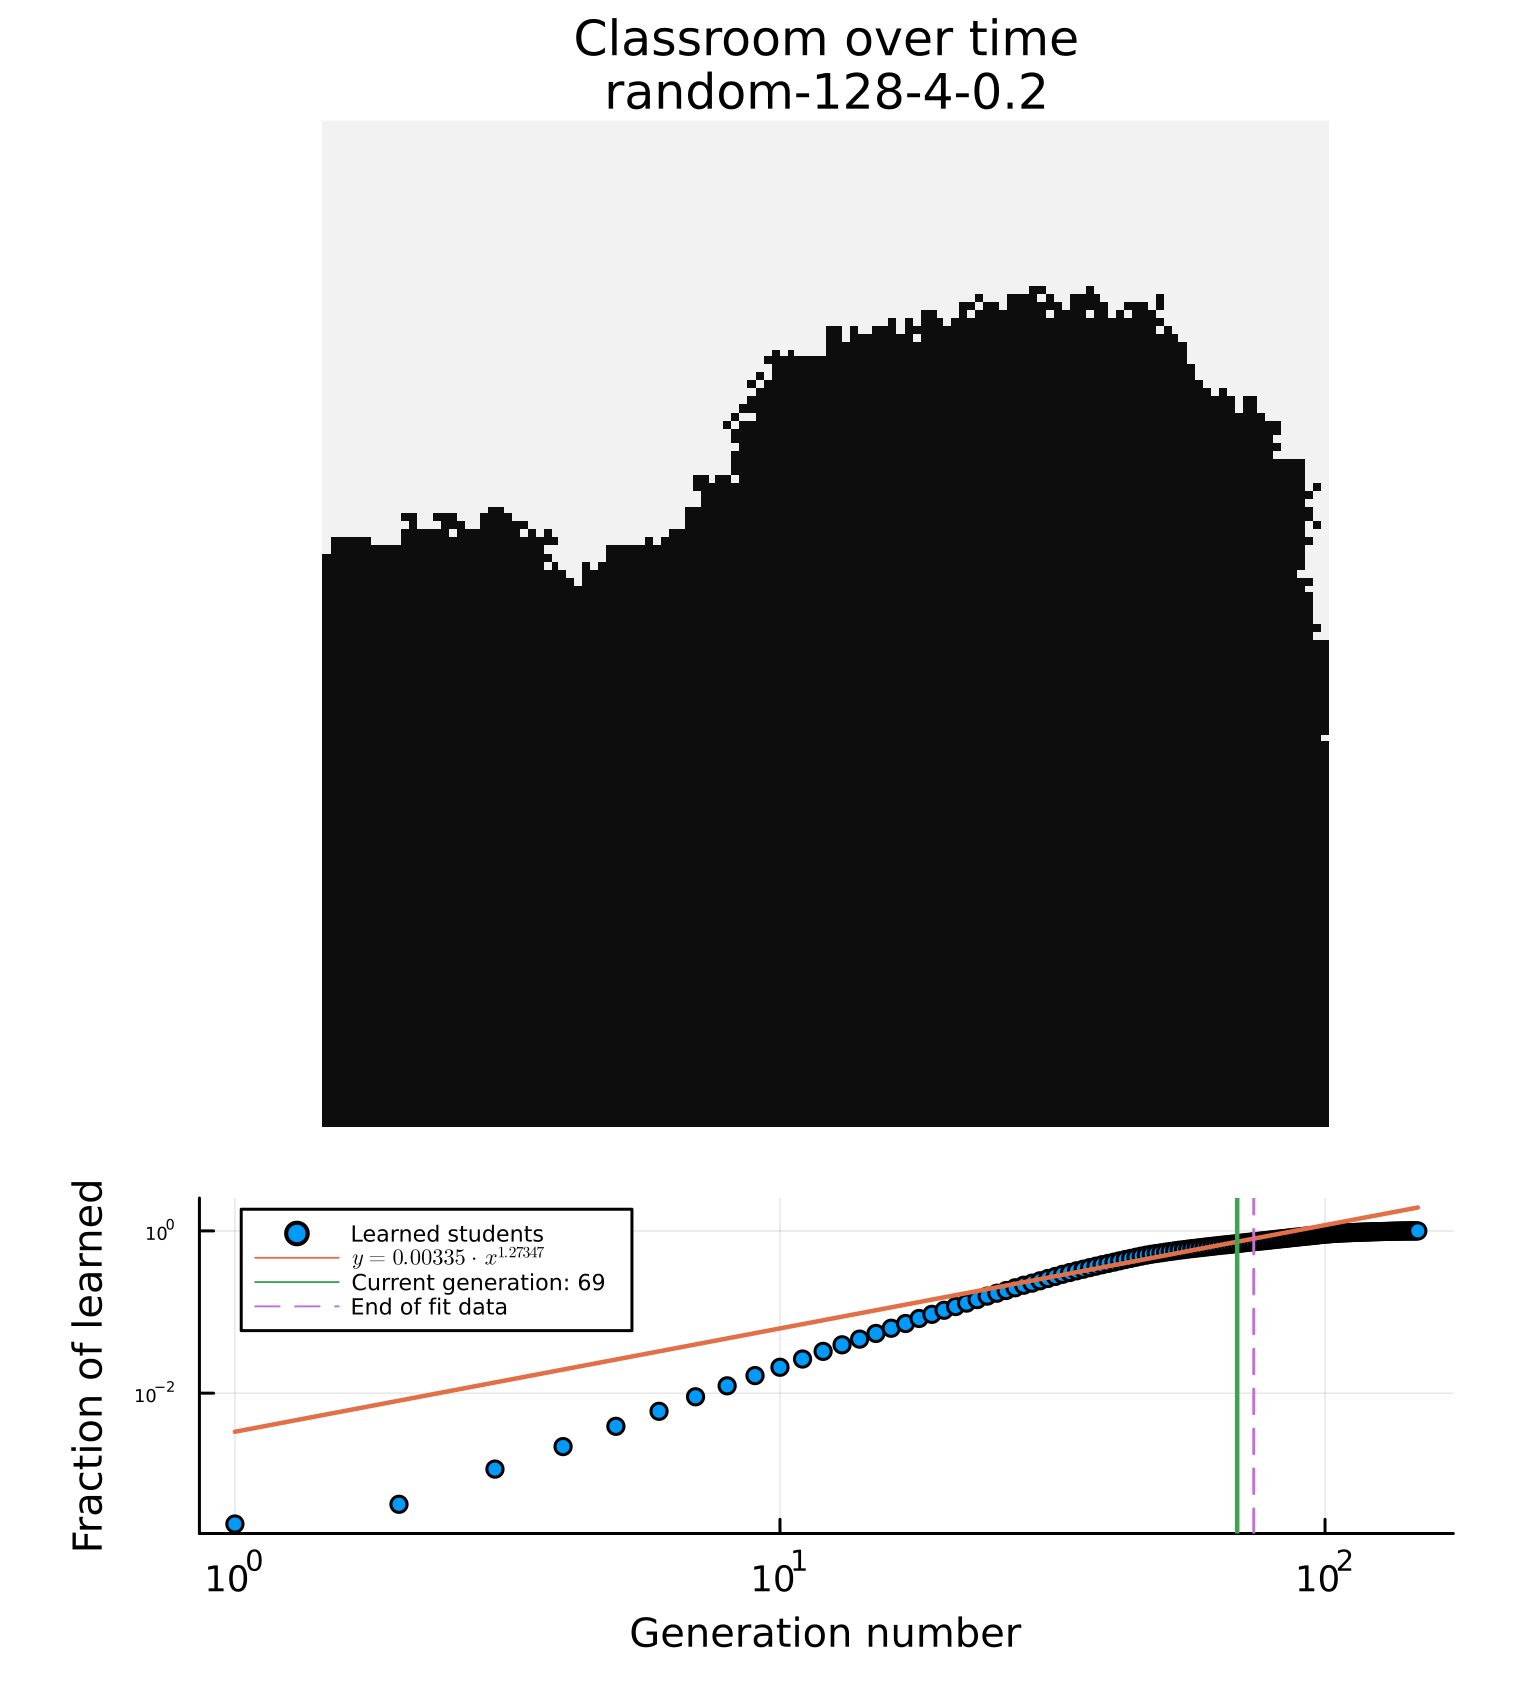 Classroom over time
random-128-4-0.2
Fraction of learned
10^0
10^-2
Learned students
y = 0.00335 · x^1.27347
Current generation: 69
End of fit data
10^0
10^1
10^2
Generation number